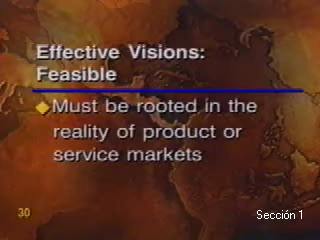 Effective Visions:
Feasible
Must be rooted in the
reality of product or
service markets
30
Sección 1